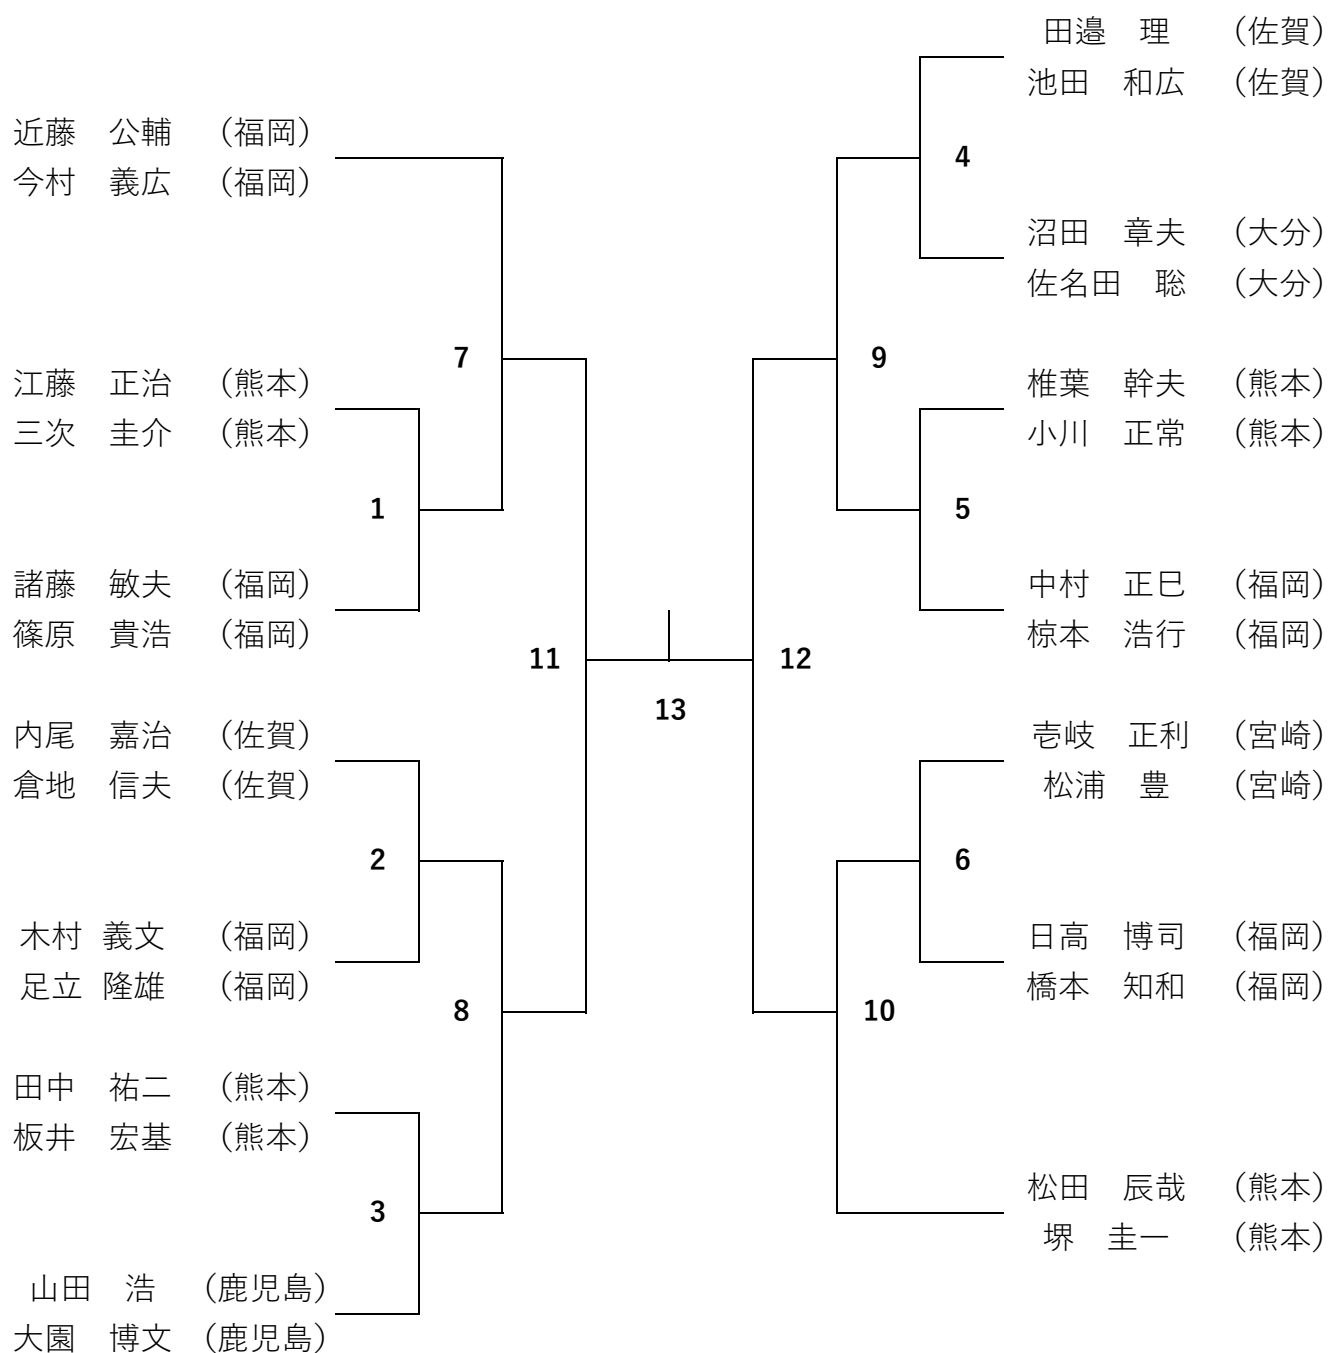 近藤　公輔　（福岡）
今村　義広　（福岡）
7
江藤　正治　（熊本）
三次　圭介　（熊本）
1
諸藤　敏夫　（福岡）
篠原　貴浩　（福岡）
11
内尾　嘉治　（佐賀）
倉地　信夫　（佐賀）
2
木村 義文　（福岡）
足立 隆雄　（福岡）
8
田中　祐二　（熊本）
板井　宏基　（熊本）
3
山田　浩　（鹿児島）
大園　博文　（鹿児島）
13
田邉　理　（佐賀）
池田　和広　（佐賀）
4
沼田　章夫　（大分）
佐名田　聡　（大分）
9
椎葉　幹夫　（熊本）
小川　正常　（熊本）
5
中村　正巳　（福岡）
椋本　浩行　（福岡）
12
壱岐　正利　（宮崎）
松浦　豊　（宮崎）
6
日高　博司　（福岡）
橋本　知和　（福岡）
10
松田　辰哉　（熊本）
堺　圭一　（熊本）